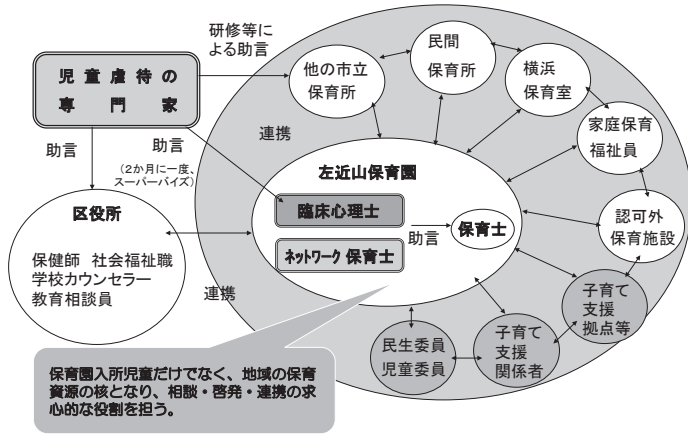 研修等に
よる助言
児童虐待の
専門家
他の市立
保育所
民間
保育所
横浜
保育室
家庭保育
福祉員
認可外
保育施設
子育て
支援
拠点等
連携
助言
助言
（2か月に一度、
スーパーバイズ）
左近山保育園
臨床心理士
ネットワーク 保育士
助言
保育士
区役所
保健師 社会福祉職
学校カウンセラー
教育相談員
連携
民生委員
児童委員
子育て
支援
関係者
保育園入所児童だけでなく、地域の保育
資源の核となり、相談・啓発・連携の求
心的な役割を担う。